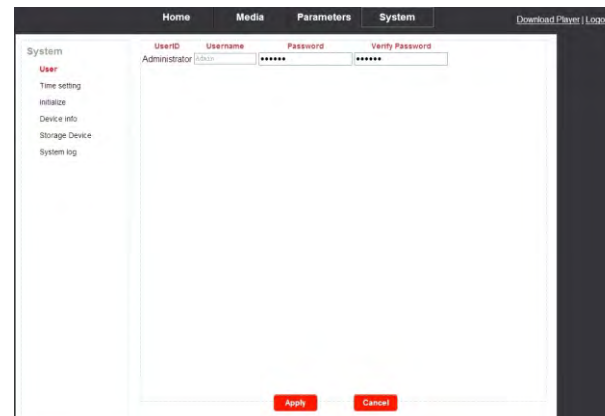 Home Media Parameters System Download Player | Logo
System
User
Time setting
Initialize
Device info
Storage Device
System log
UserID Username Password Verify Password
Administrator Admin •••••• ••••••
Apply Cancel